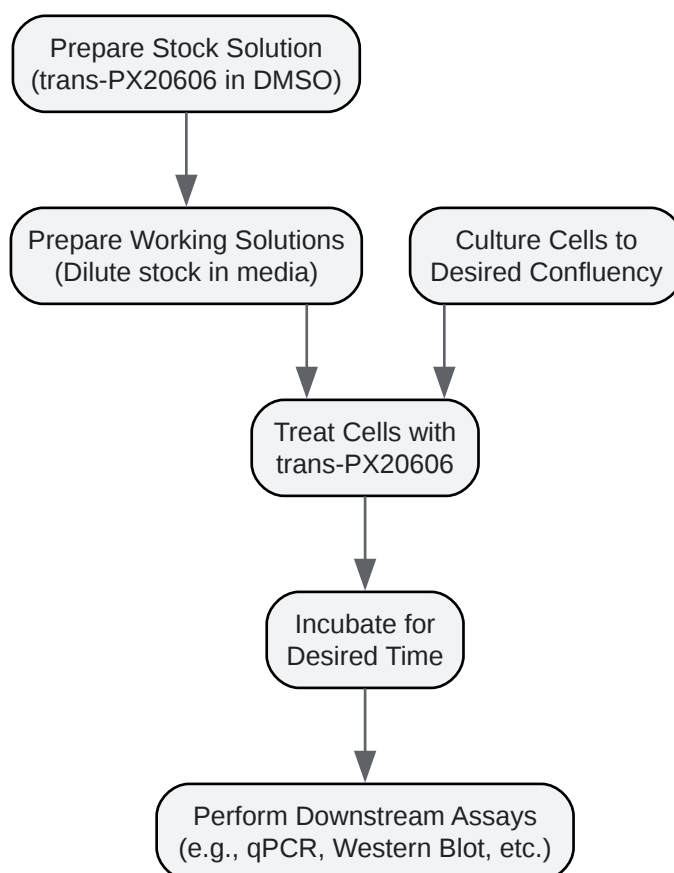 Prepare Stock Solution
(trans-PX20606 in DMSO)
Prepare Working Solutions
(Dilute stock in media)
Culture Cells to
Desired Confluency
Treat Cells with
trans-PX20606
Incubate for
Desired Time
Perform Downstream Assays
(e.g., qPCR, Western Blot, etc.)